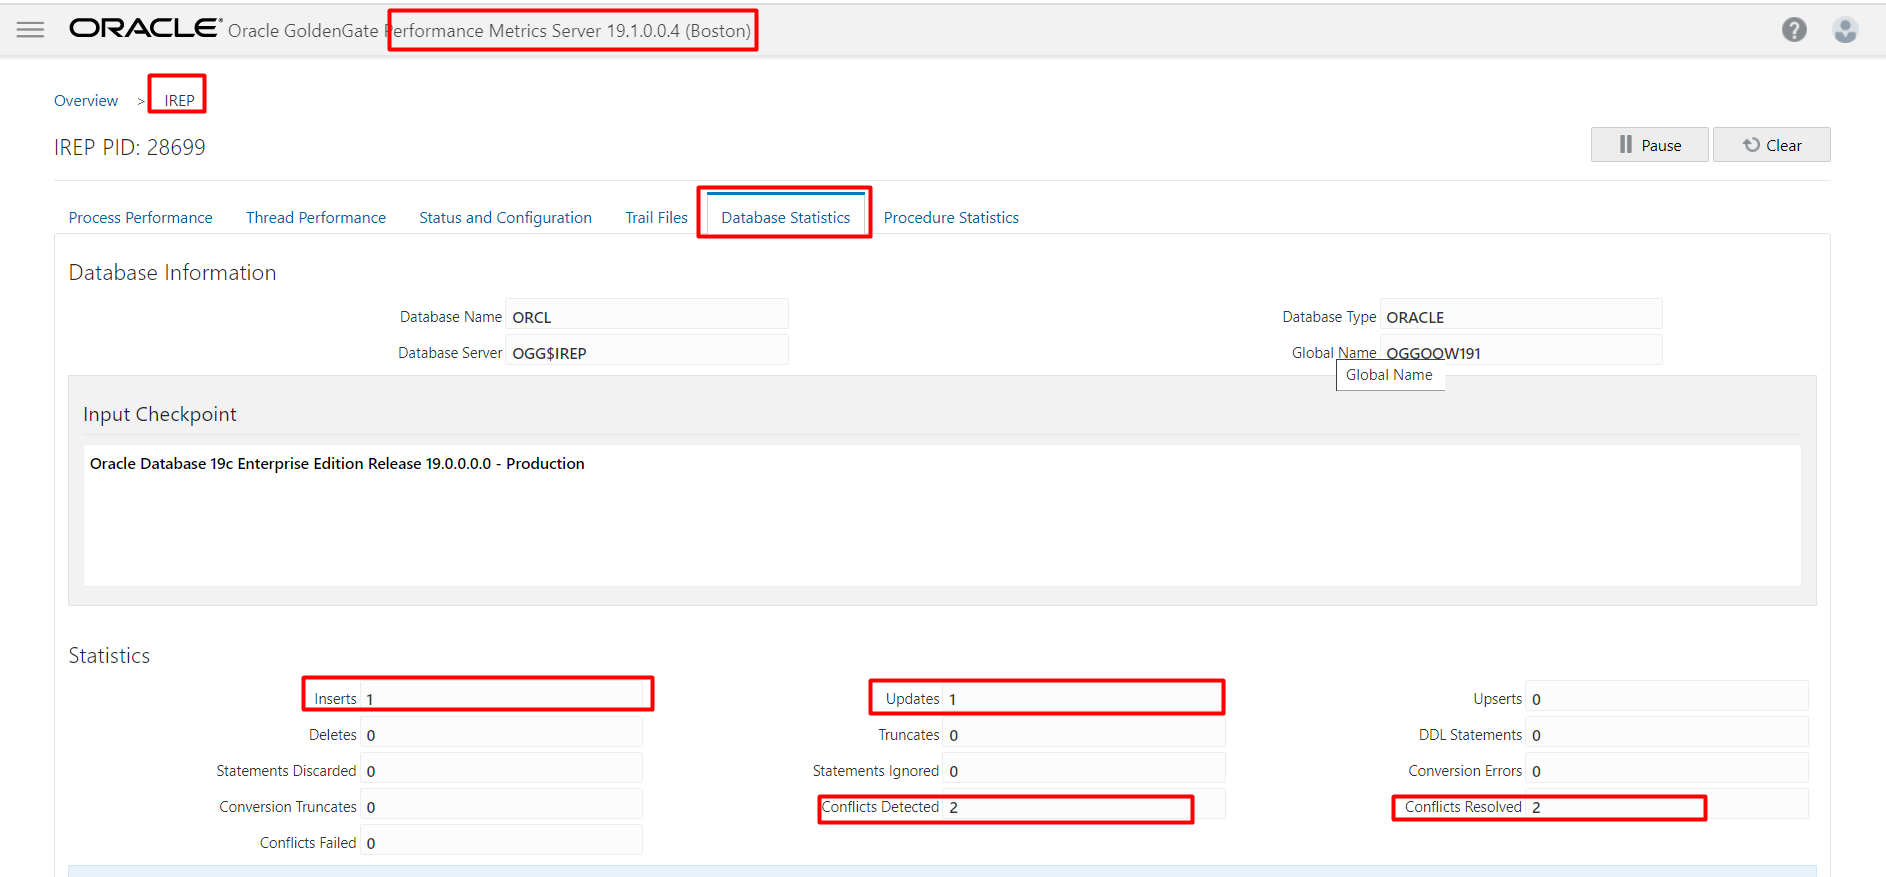 ORACLE Oracle GoldenGate Performance Metrics Server 19.1.0.0.4 (Boston) ?
Overview > IREP
IREP PID: 28699
Pause Clear
Process Performance Thread Performance Status and Configuration Trail Files Database Statistics Procedure Statistics
Database Information
Database Name ORCL Database Type ORACLE
Database Server OGG$IREP Global Name OGGOOW191
Global Name
Input Checkpoint
Oracle Database 19c Enterprise Edition Release 19.0.0.0.0 - Production
Statistics
Inserts 1 Updates 1 Upserts 0
Deletes 0 Truncates 0 DDL Statements 0
Statements Discarded 0 Statements Ignored 0 Conversion Errors 0
Conversion Truncates 0 Conflicts Detected 2 Conflicts Resolved 2
Conflicts Failed 0